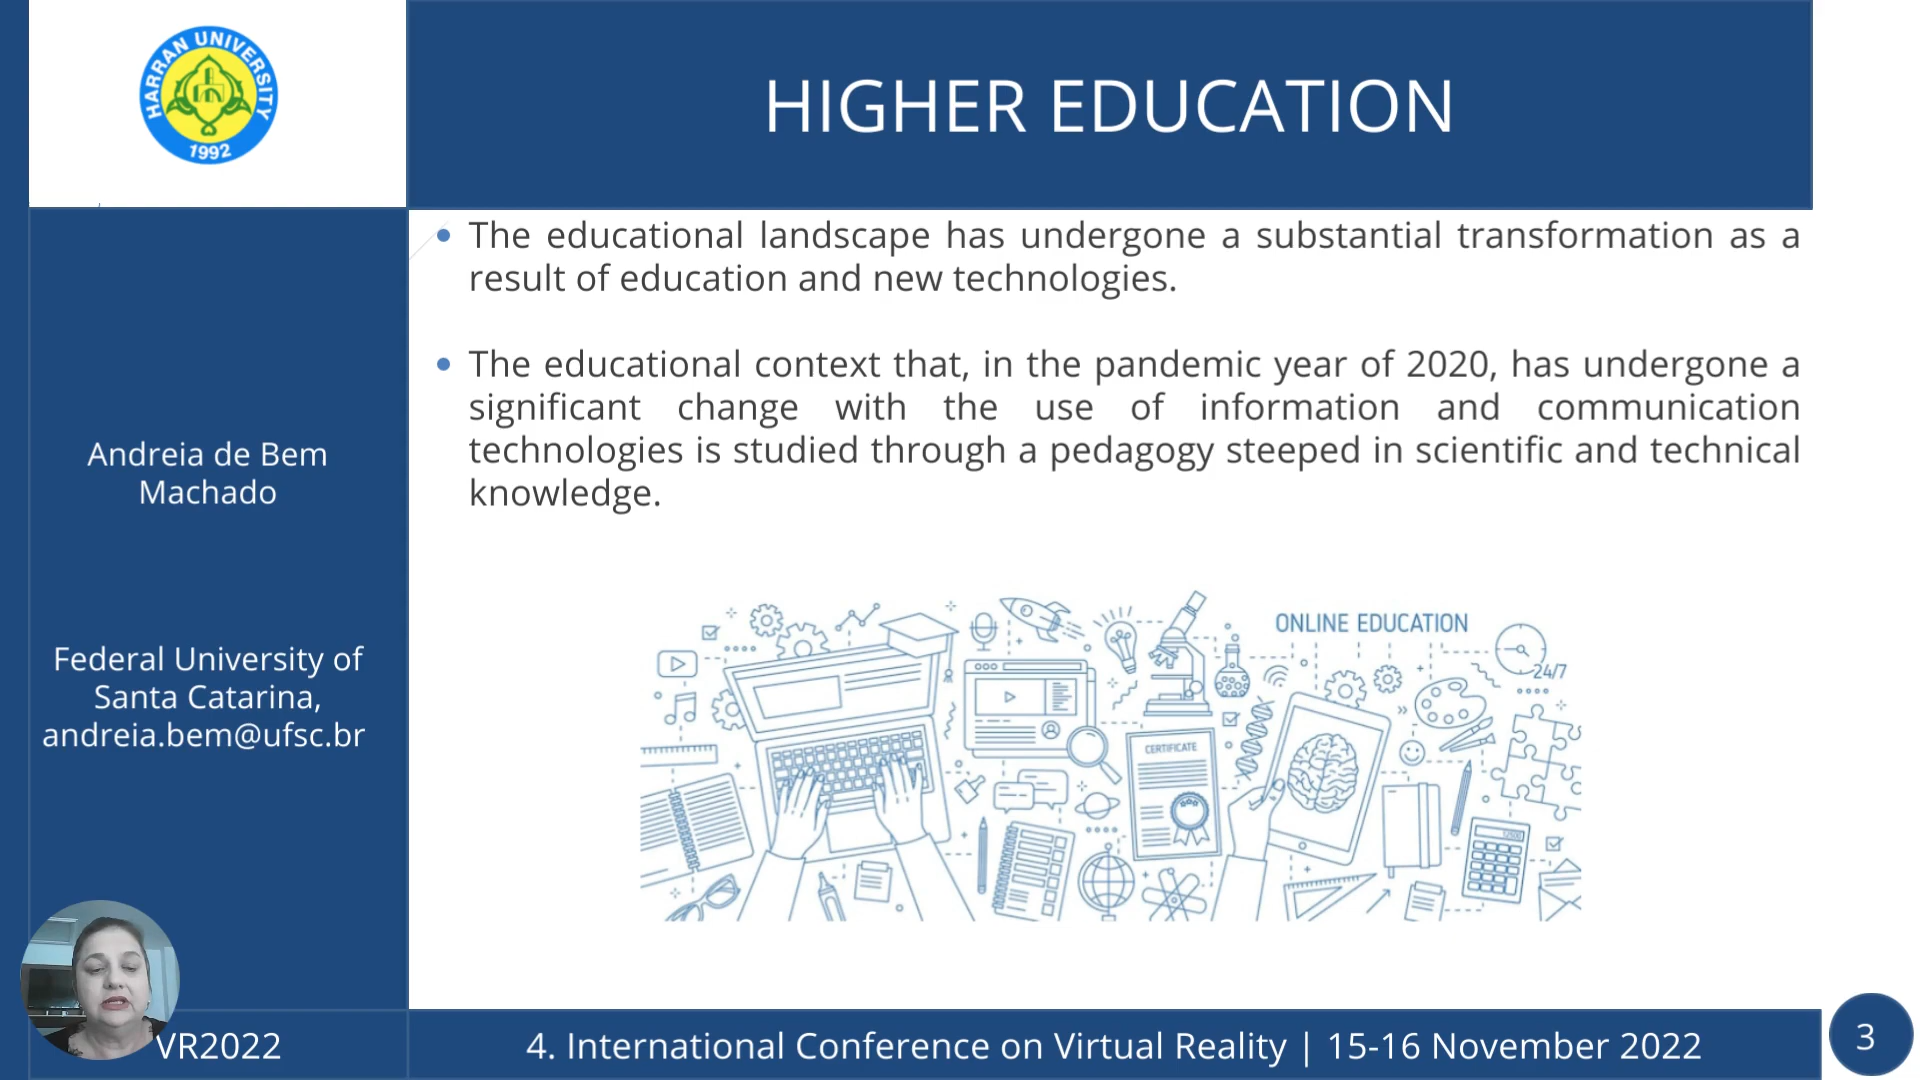 HARRAN UNIVERSITY
1992
HIGHER EDUCATION
• The educational landscape has undergone a substantial transformation as a
result of education and new technologies.
• The educational context that, in the pandemic year of 2020, has undergone a
significant change with the use of information and communication
technologies is studied through a pedagogy steeped in scientific and technical
knowledge.
Andreia de Bem
Machado
Federal University of
Santa Catarina,
andreia.bem@ufsc.br
ONLINE EDUCATION
24/7
CERTIFICATE
VR2022
4. International Conference on Virtual Reality | 15-16 November 2022
3